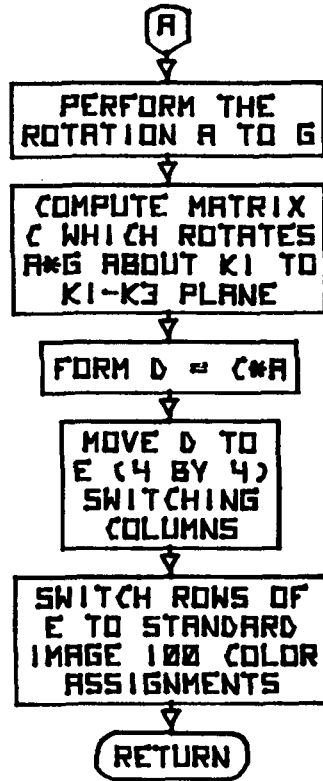 A
PERFORM THE
ROTATION A TO G
COMPUTE MATRIX
C WHICH ROTATES
A*G ABOUT K1 TO
K1-K3 PLANE
FORM D = C*A
MOVE D TO
E (4 BY 4)
SWITCHING
COLUMNS
SWITCH ROWS OF
E TO STANDARD
IMAGE 100 COLOR
ASSIGNMENTS
RETURN